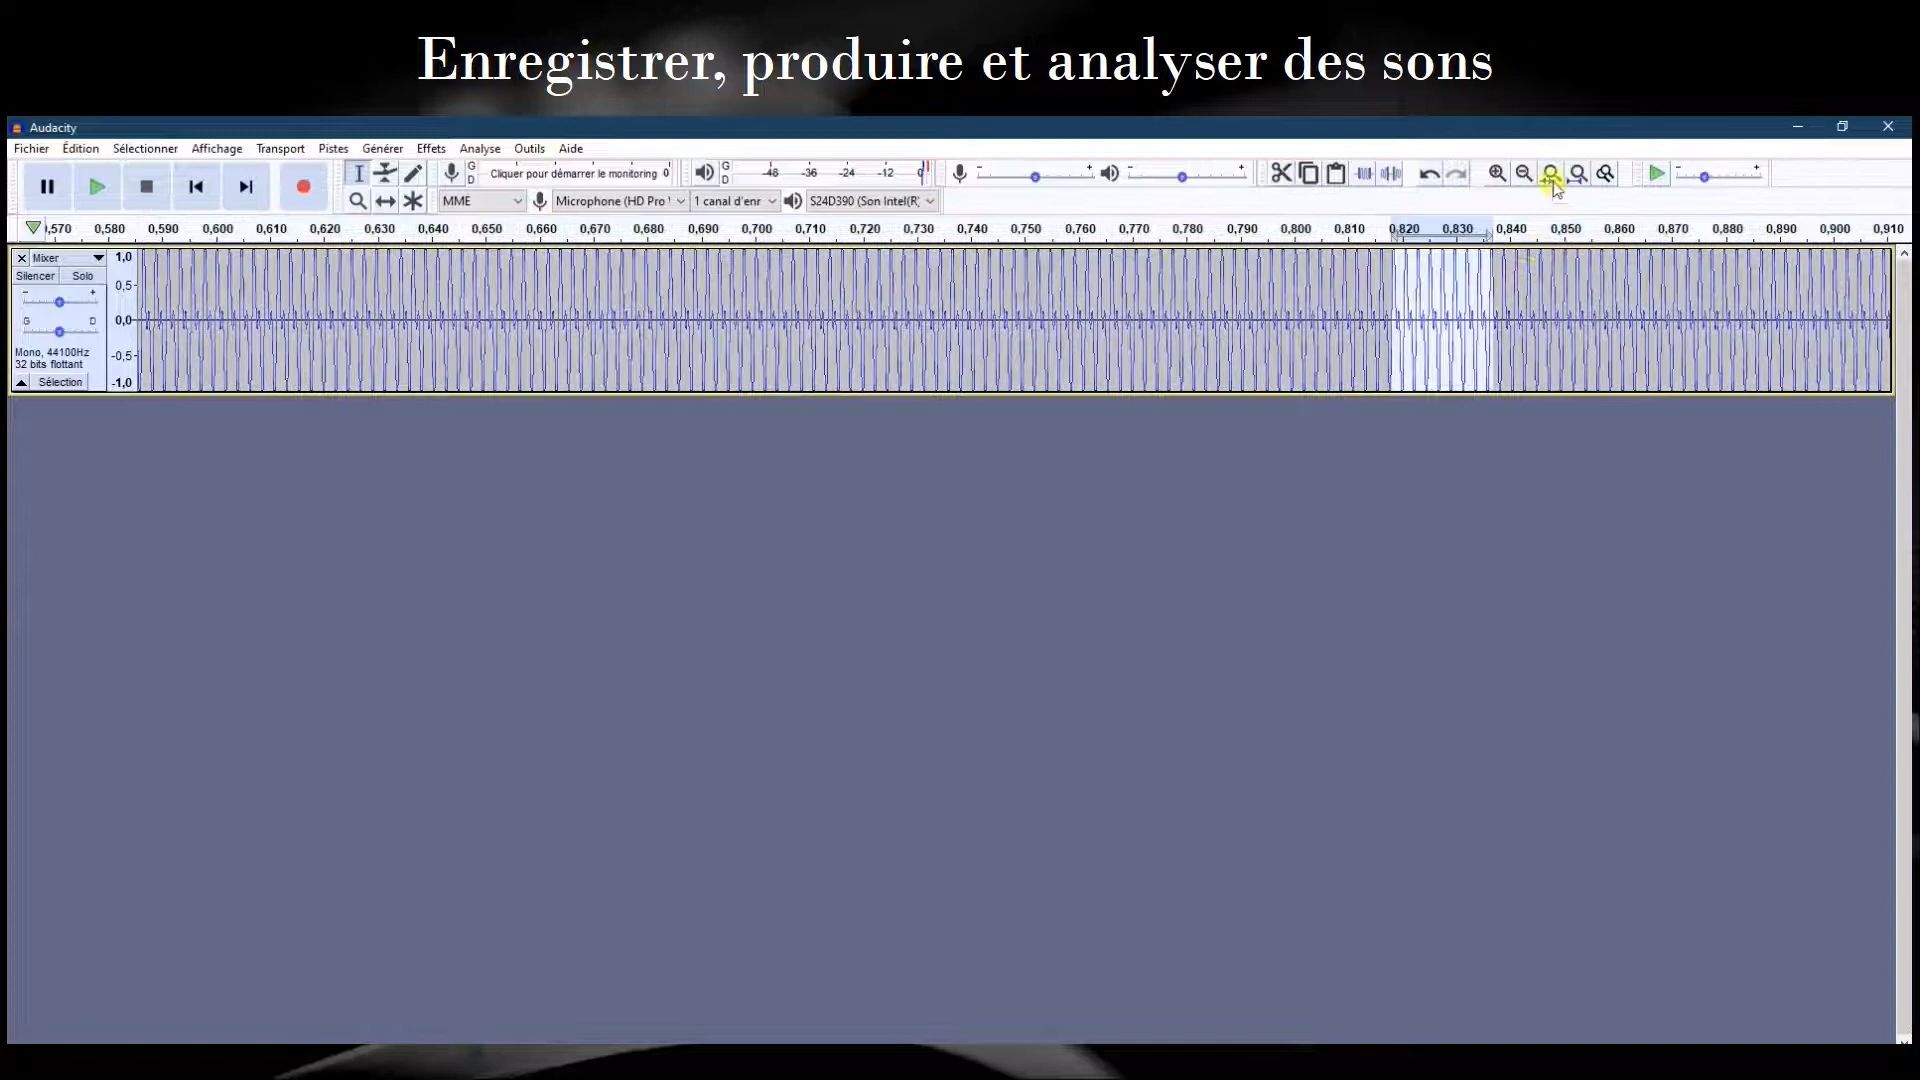 Enregistrer, produire et analyser des sons
Audacity
Fichier Édition Sélectionner Affichage Transport Pistes Générer Effets Analyse Outils Aide
G D Cliquer pour démarrer le monitoring 0 G D -48 -36 -24 -12 0
MME Microphone (HD Pro 1 canal d'enr S24D390 (Son Intel(R)
0,570 0,580 0,590 0,600 0,610 0,620 0,630 0,640 0,650 0,660 0,670 0,680 0,690 0,700 0,710 0,720 0,730 0,740 0,750 0,760 0,770 0,780 0,790 0,800 0,810 0,820 0,830 0,840 0,850 0,860 0,870 0,880 0,890 0,900 0,910
Mixer 1,0
Silencer Solo 0,5
G D 0,0
Mono, 44100Hz -0,5
32 bits flottant
Sélection -1,0